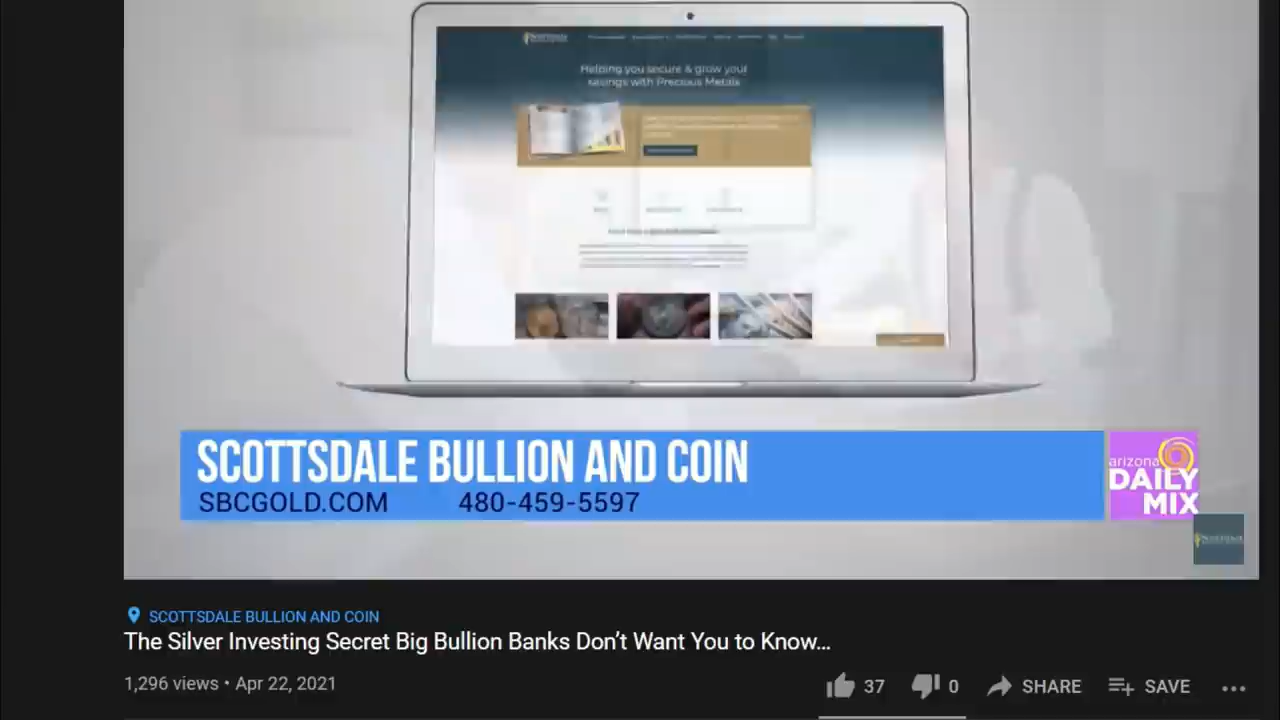 Helping you secure & grow your
savings with Precious Metals
SCOTTSDALE BULLION AND COIN
SBCGOLD.COM 480-459-5597
arizona
DAILY
MIX
SCOTTSDALE BULLION AND COIN
The Silver Investing Secret Big Bullion Banks Don’t Want You to Know...
1,296 views • Apr 22, 2021
37 0 SHARE SAVE